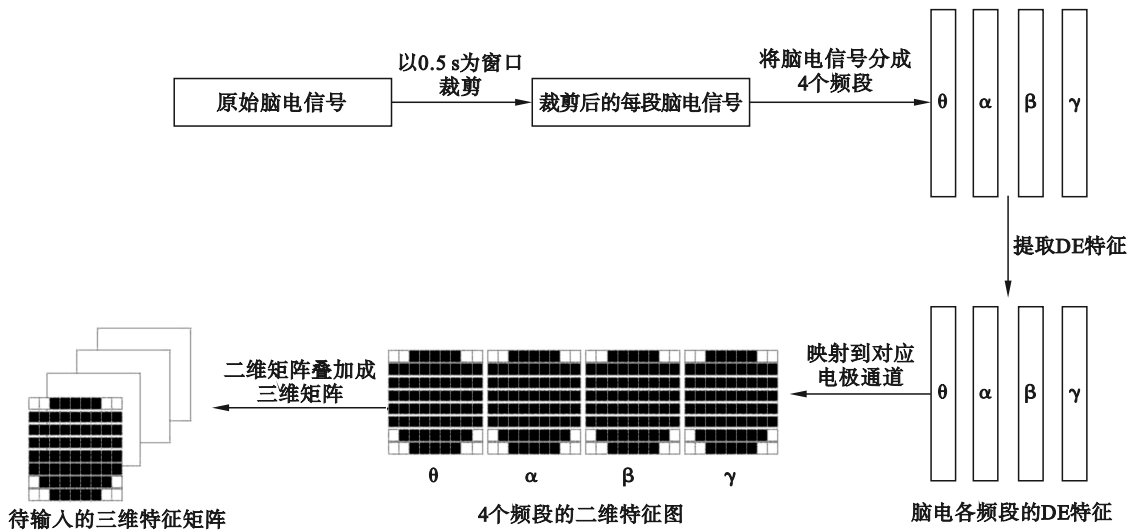 原始脑电信号
以0.5 s为窗口
裁剪
裁剪后的每段脑电信号
将脑电信号分成
4个频段
θ
α
β
γ
提取DE特征
θ
α
β
γ
脑电各频段的DE特征
映射到对应
电极通道
θ
α
β
γ
4个频段的二维特征图
二维矩阵叠加成
三维矩阵
待输入的三维特征矩阵